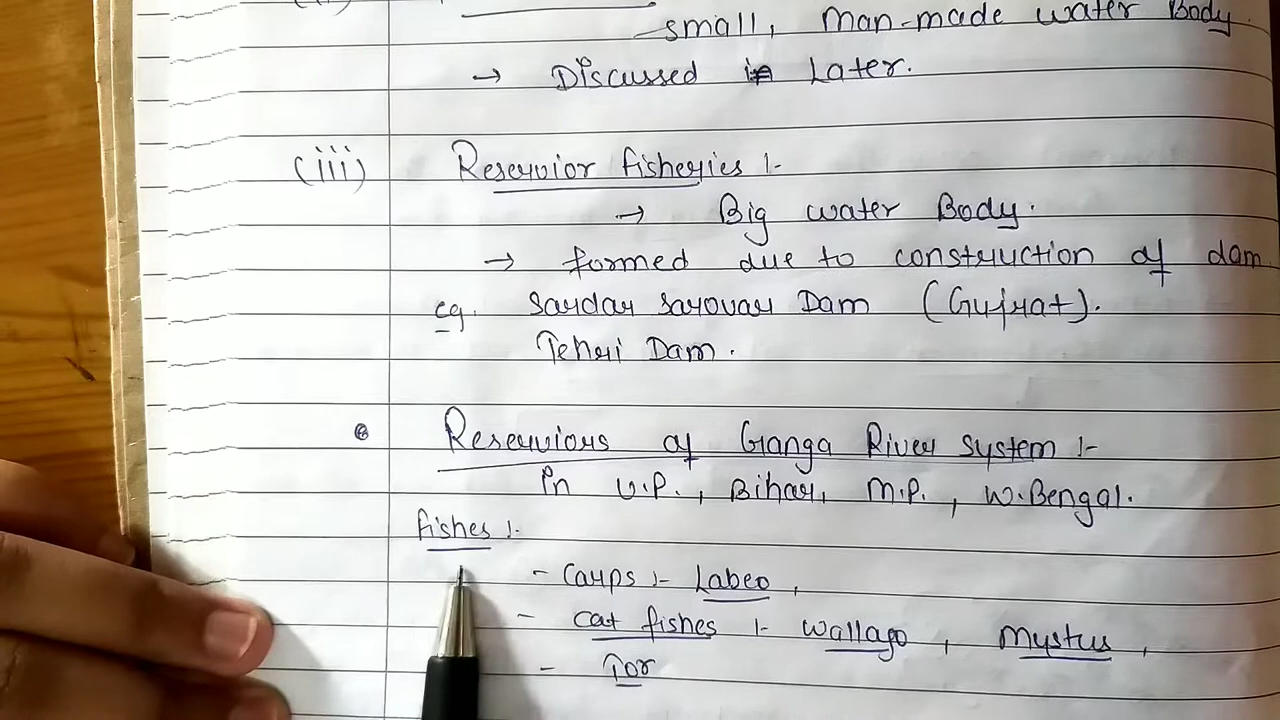 small, Man-made water Body.
→ Discussed in Later.
(iii) Reservior fisheries :-
→ Big water Body.
→ formed due to construction of dam
eg. Sardar Sarovar Dam (Gujrat).
Tehri Dam.
Reserviors of Ganga River System :-
in U.P., Bihar, M.P., W.Bengal.
fishes :-
- Carps :- Labeo,
- Cat fishes :- Wallago, Mystus,
- Tor